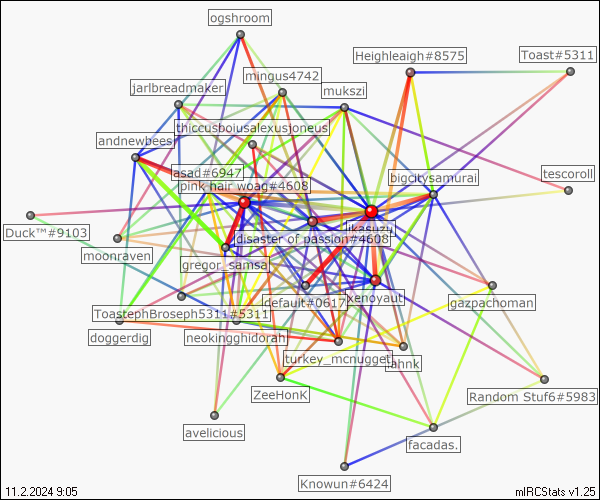 ogshroom
Heighleaigh#8575
Toast#5311
mingus4742
jarlbreadmaker
mukszi
thiccusboiusalexusjoneus
andnewbees
asad#6947
bigcitysamurai
tescoroll
pink hair woag#4608
Duck™#9103
disaster of passion#4608
moonraven
gregor_samsa
default#0617
xenoyaut
gazpachoman
ToastephBroseph5311#5311
doggerdig
neokingghidorah
turkey_mcnugget
ZeeHonK
Random Stuf6#5983
avelicious
facadas.
Knowun#6424
11.2.2024 9:05
mIRCStats v1.25